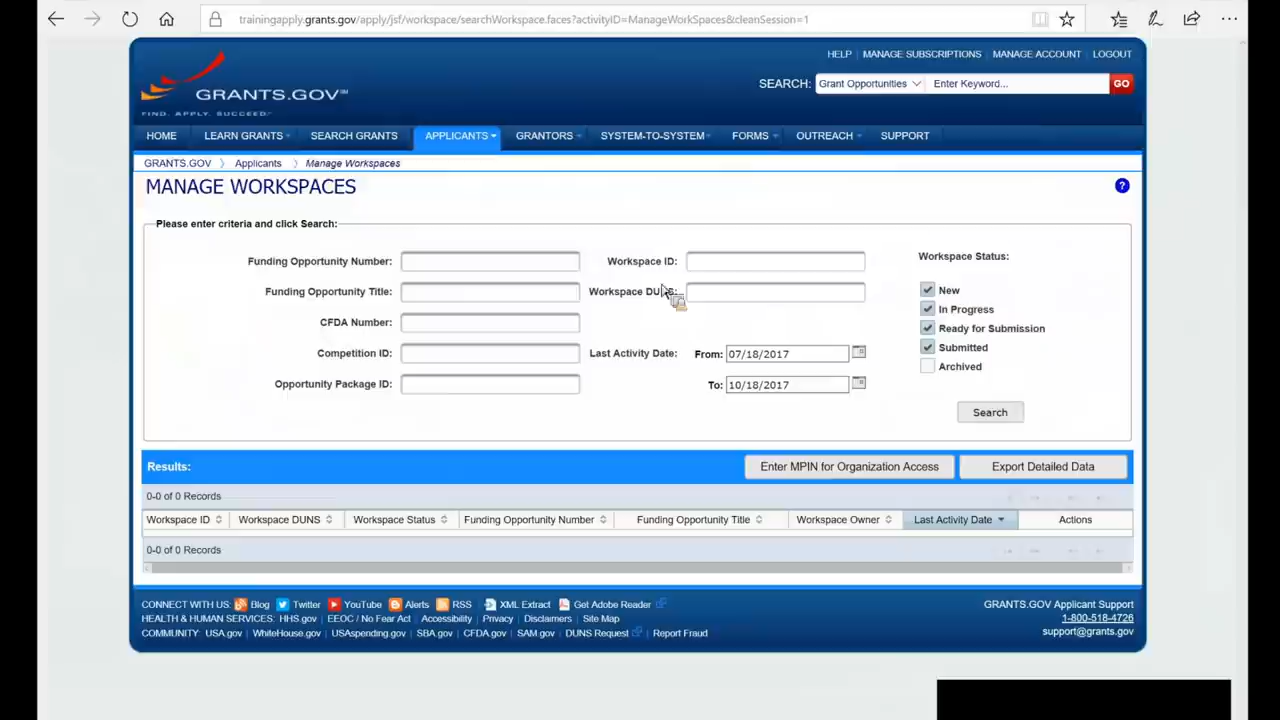 trainingapply.grants.gov/apply/jsf/workspace/searchWorkspace.faces?activityID=ManageWorkSpaces&cleanSession=1
HELP | MANAGE SUBSCRIPTIONS MANAGE ACCOUNT LOGOUT
GRANTS.GOV℠
FIND. APPLY. SUCCEED.℠
SEARCH: Grant Opportunities Enter Keyword... GO
HOME LEARN GRANTS SEARCH GRANTS APPLICANTS GRANTORS SYSTEM-TO-SYSTEM FORMS OUTREACH SUPPORT
GRANTS.GOV Applicants Manage Workspaces
MANAGE WORKSPACES ?
Please enter criteria and click Search:
Funding Opportunity Number: Workspace ID: Workspace Status:
Funding Opportunity Title: Workspace DUNS: New
In Progress
CFDA Number: Ready for Submission
Competition ID: Last Activity Date: From: 07/18/2017 Submitted
Archived
Opportunity Package ID: To: 10/18/2017
Search
Results: Enter MPIN for Organization Access Export Detailed Data
0-0 of 0 Records
Workspace ID Workspace DUNS Workspace Status Funding Opportunity Number Funding Opportunity Title Workspace Owner Last Activity Date Actions
0-0 of 0 Records
CONNECT WITH US: Blog Twitter YouTube Alerts RSS XML Extract Get Adobe Reader GRANTS.GOV Applicant Support
HEALTH & HUMAN SERVICES: HHS.gov EEOC / No Fear Act Accessibility Privacy Disclaimers Site Map 1-800-518-4726
COMMUNITY: USA.gov WhiteHouse.gov USAspending.gov SBA.gov CFDA.gov SAM.gov DUNS Request Report Fraud support@grants.gov